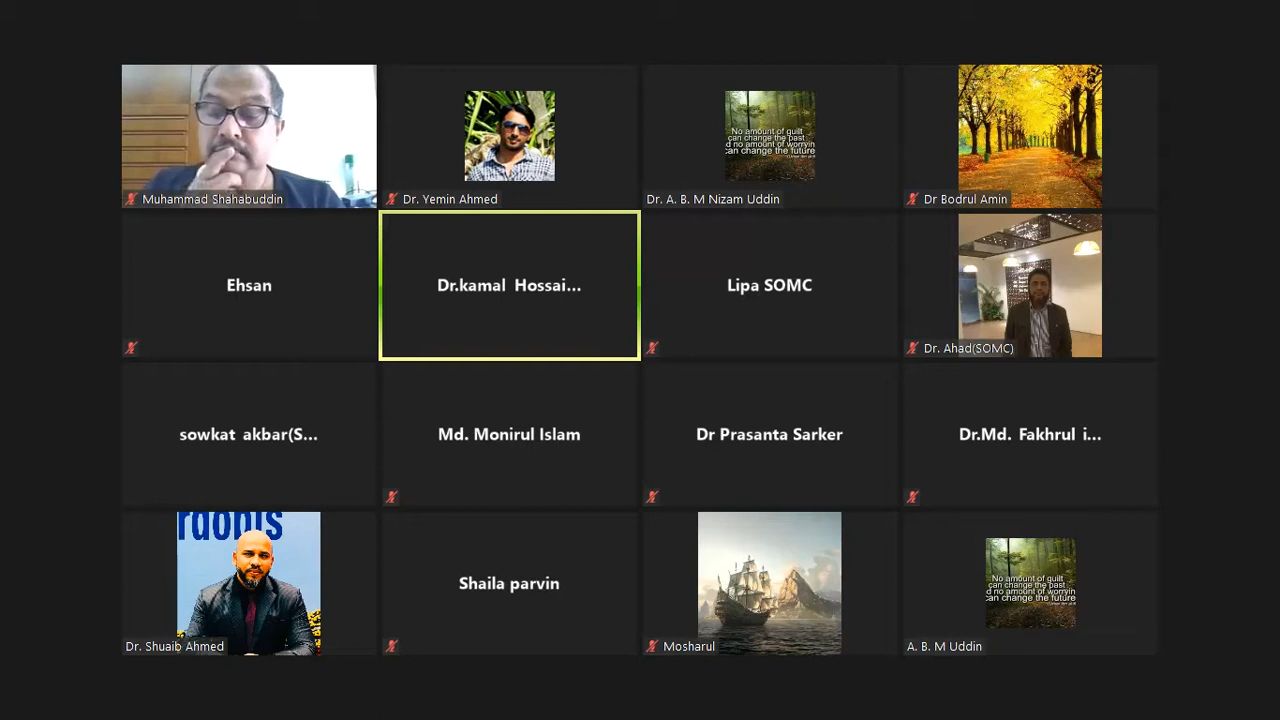 No amount of guilt
can change the past
d no amount of worryin
can change the future
Muhammad Shahabuddin
Dr. Yemin Ahmed
Dr. A. B. M Nizam Uddin
Dr Bodrul Amin
Ehsan
Dr.kamal Hossai...
Lipa SOMC
Dr. Ahad(SOMC)
sowkat akbar(S...
Md. Monirul Islam
Dr Prasanta Sarker
Dr.Md. Fakhrul i...
rdonts
Shaila parvin
No amount of guilt
can change the past
d no amount of worryin
can change the future
Dr. Shuaib Ahmed
Mosharul
A. B. M Uddin